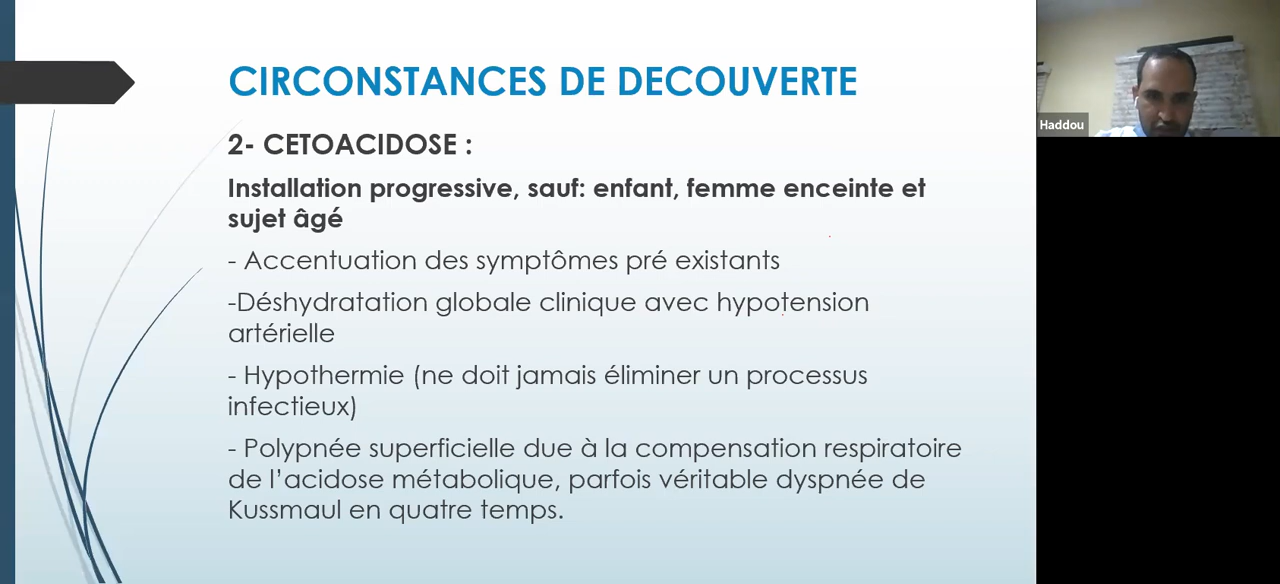 CIRCONSTANCES DE DECOUVERTE
2- CETOACIDOSE :
Installation progressive, sauf: enfant, femme enceinte et
sujet âgé
- Accentuation des symptômes pré existants
-Déshydratation globale clinique avec hypotension
artérielle
- Hypothermie (ne doit jamais éliminer un processus
infectieux)
- Polypnée superficielle due à la compensation respiratoire
de l’acidose métabolique, parfois véritable dyspnée de
Kussmaul en quatre temps.
Haddou